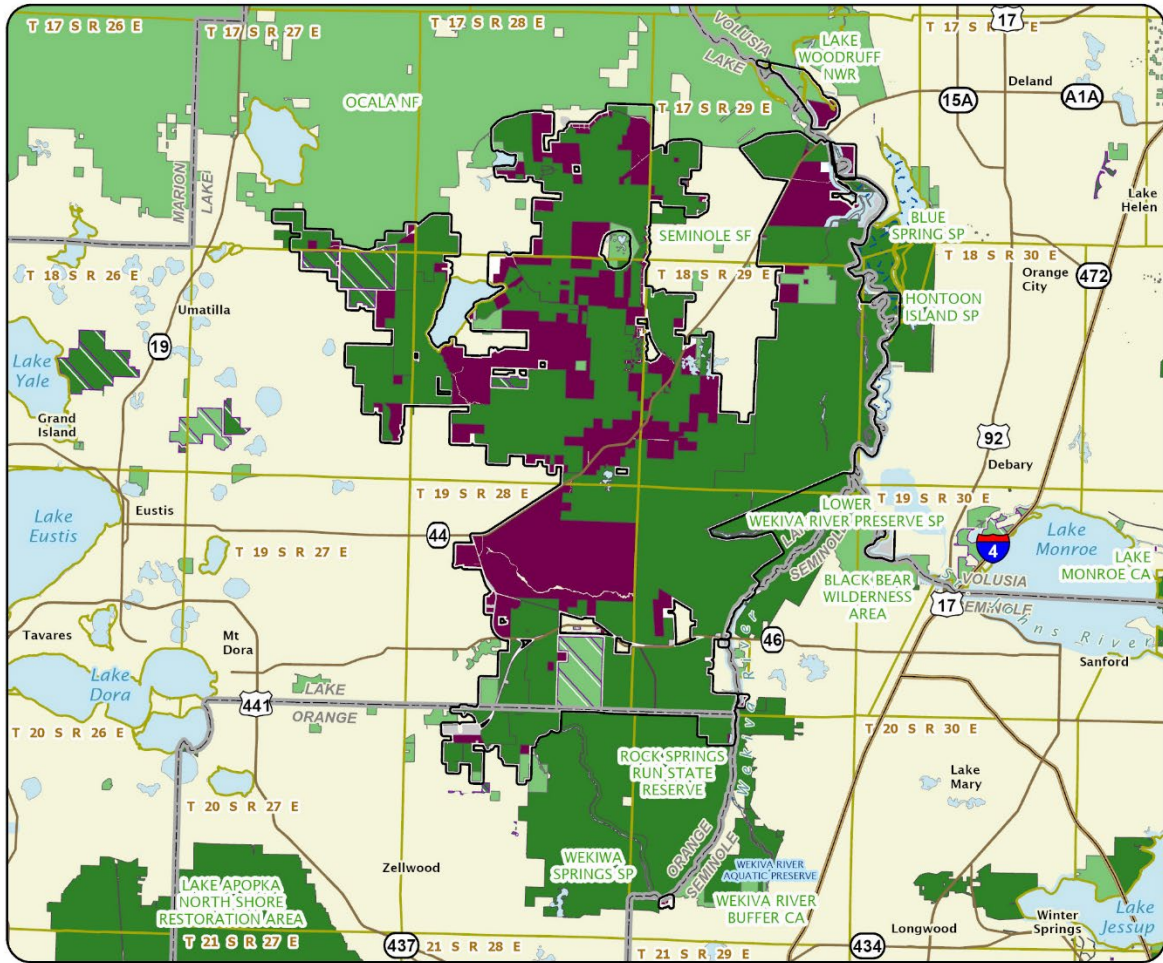 T 17 S R 26 E
T 17 S R 27 E
T 17 S R 28 E
VOLUSIA
LAKE
LAKE
WOODRUFF
NWR
17
T 17 S R 30 E
Deland
15A
A1A
OCALA NF
T 17 S R 29 E
MARION
LAKE
Lake
Helen
BLUE
SPRING SP
SEMINOLE SF
T 18 S R 26 E
T 18 S R 28 E
T 18 S R 29 E
T 18 S R 30 E
Orange
City
472
HONTOON
ISLAND SP
Umatilla
19
Lake
Yale
Grand
Island
92
Debary
T 19 S R 28 E
T 19 S R 30 E
Lake
Eustis
Eustis
44
T 19 S R 27 E
LOWER
WEKIVA RIVER PRESERVE SP
SEMINOLE
4
Lake
Monroe
LAKE
MONROE CA
VOLUSIA
SEMINOLE
BLACK BEAR
WILDERNESS
AREA
17
Johns River
Tavares
Mt
Dora
46
Sanford
Lake
Dora
441
LAKE
ORANGE
Wekiva River
T 20 S R 26 E
T 20 S R 30 E
ROCK SPRINGS
RUN STATE
RESERVE
Lake
Mary
T 20 S R 27 E
ORANGE
SEMINOLE
Zellwood
WEKIWA
SPRINGS SP
WEKIVA RIVER
AQUATIC PRESERVE
LAKE APOPKA
NORTH SHORE
RESTORATION AREA
WEKIVA RIVER
BUFFER CA
Lake
Jessup
Winter
Springs
Longwood
T 21 S R 27 E
437
21 S R 28 E
T 21 S R 29 E
434